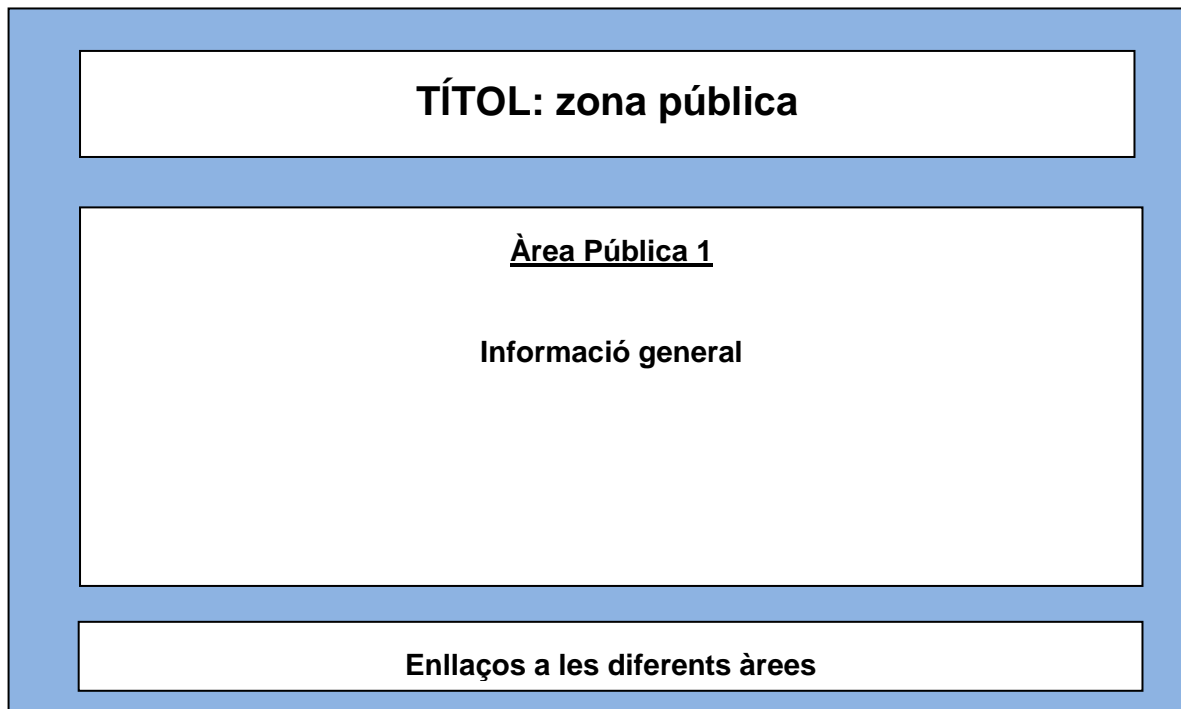 TÍTOL: zona pública
Àrea Pública 1
Informació general
Enllaços a les diferents àrees